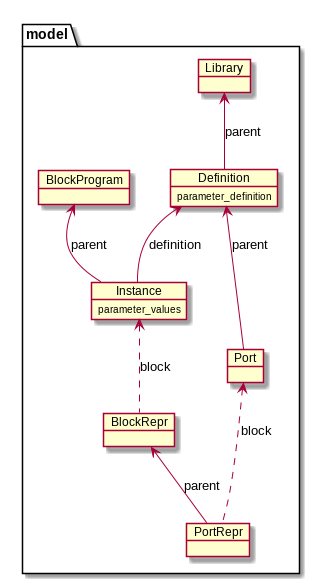 model
Library
parent
BlockProgram
Definition
parameter_definition
parent
definition
parent
Instance
parameter_values
Port
block
BlockRepr
block
parent
PortRepr